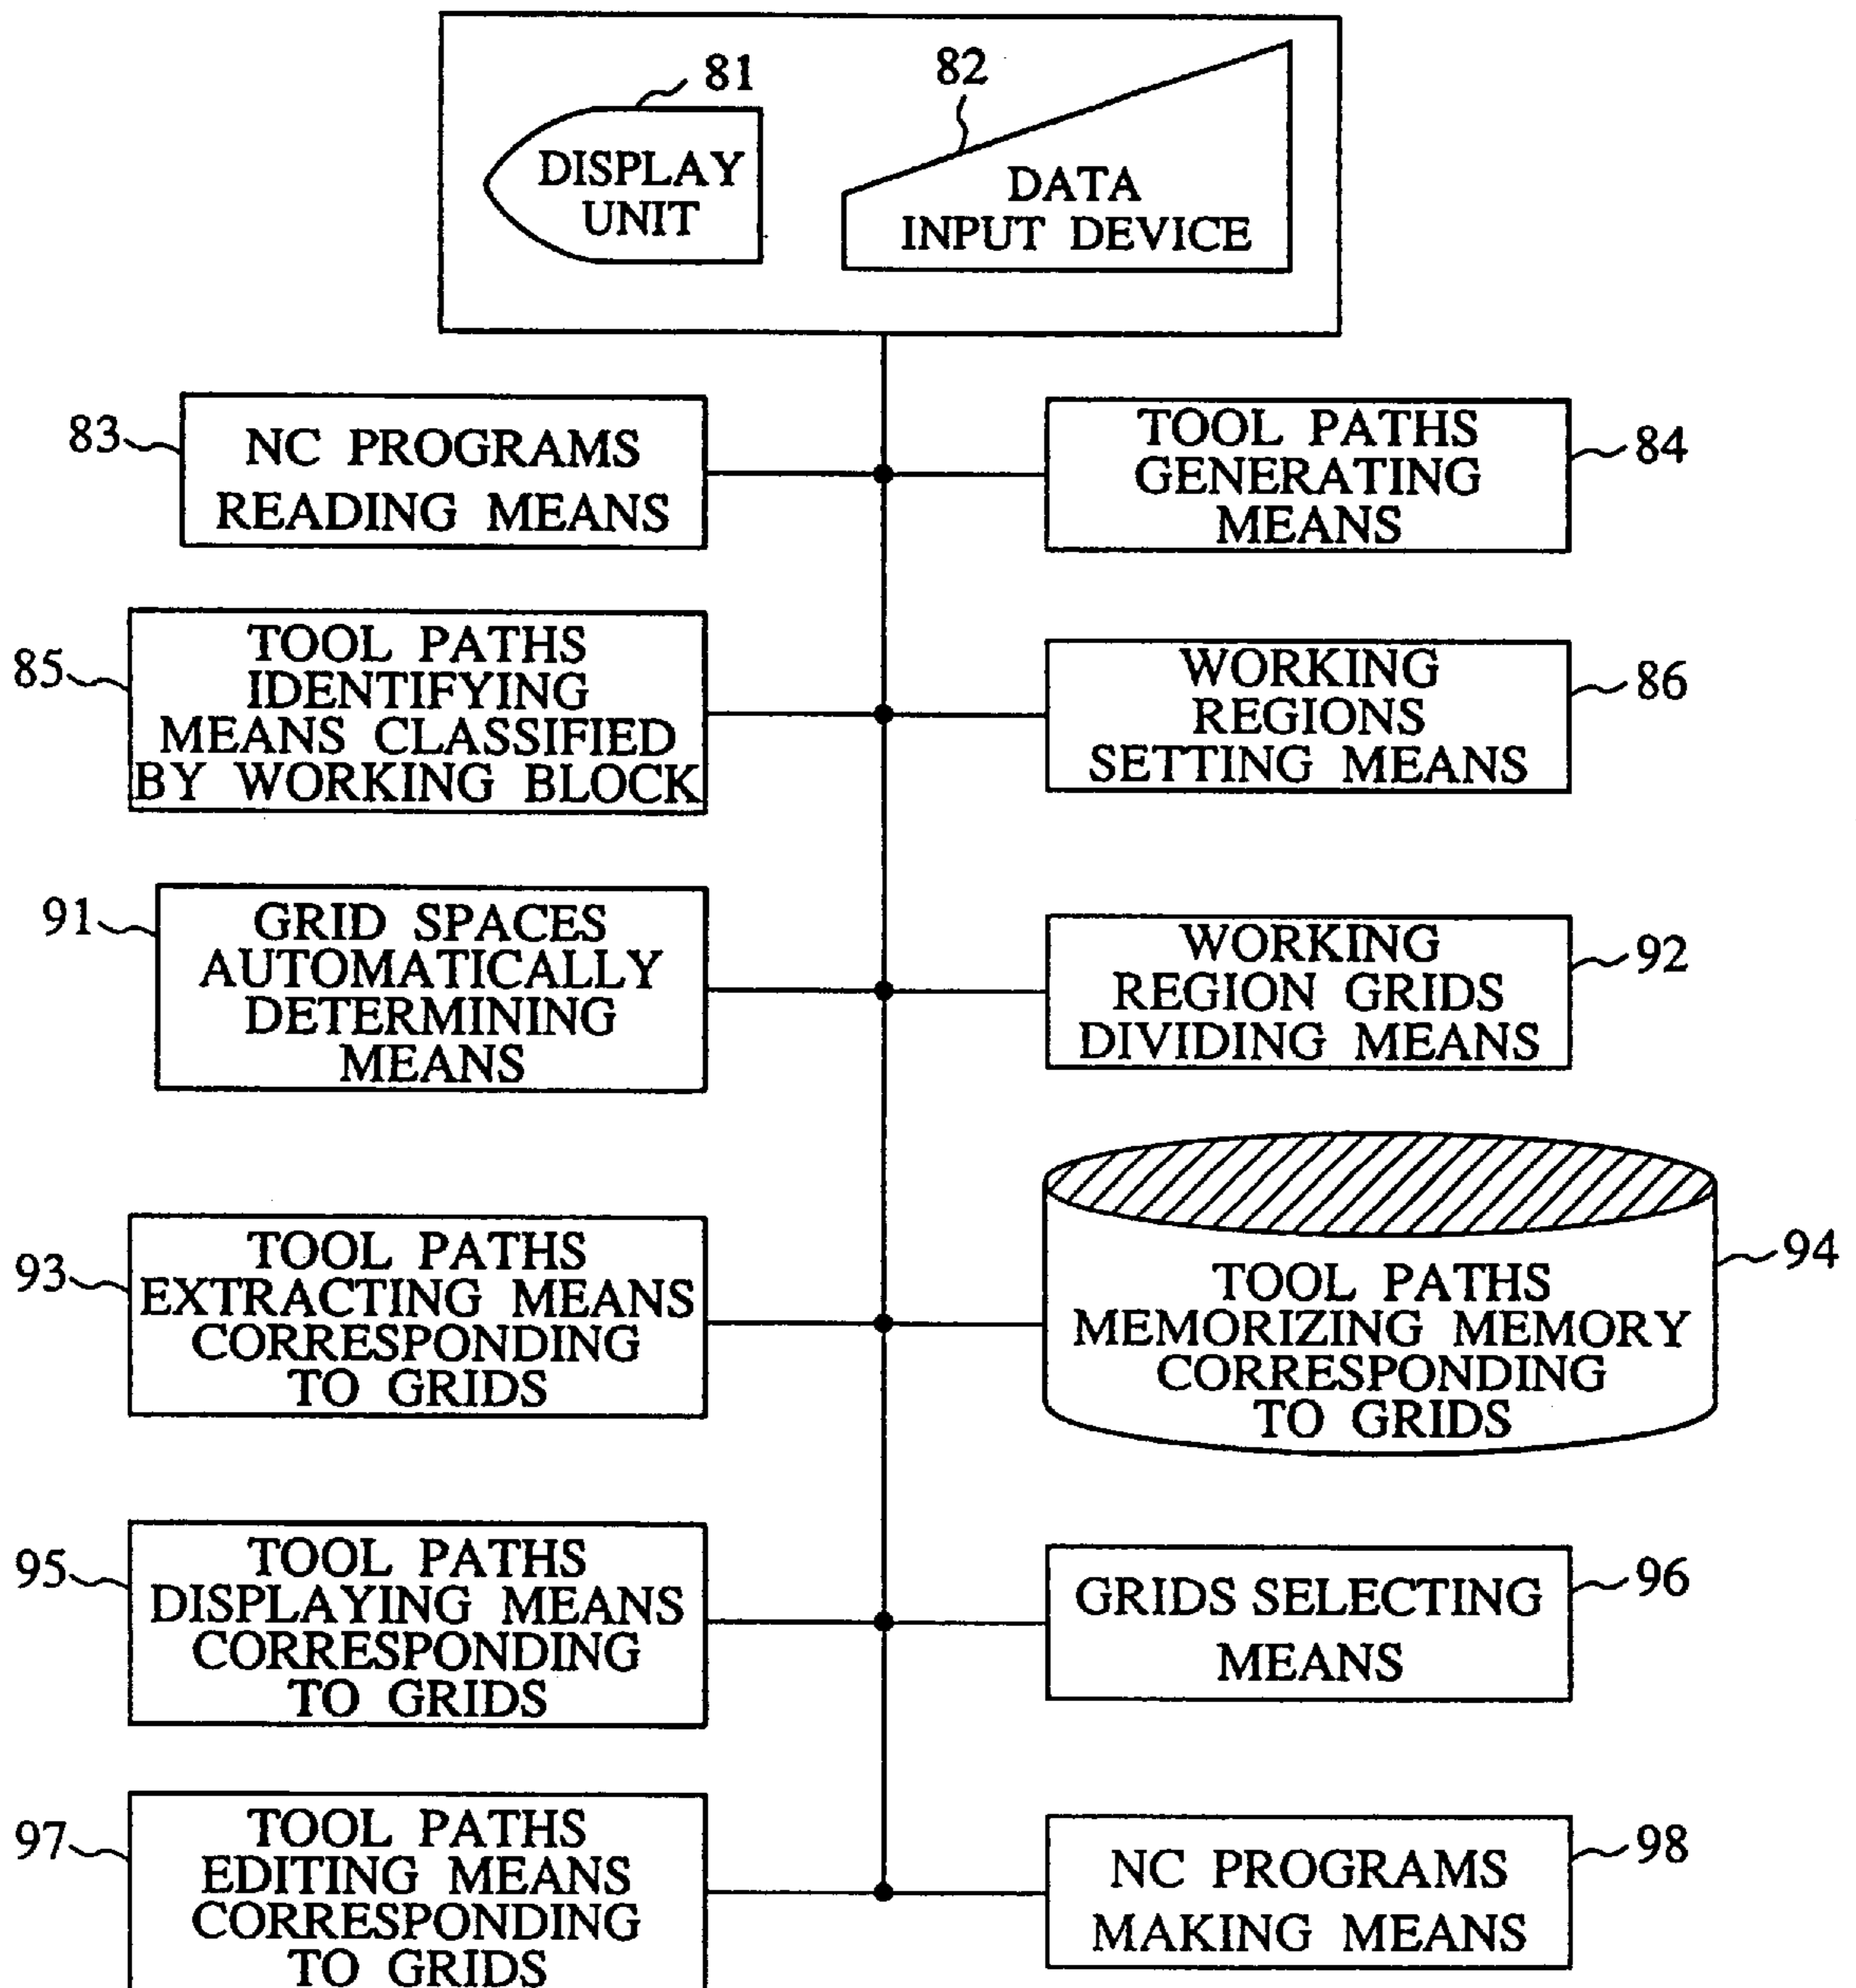 81
DISPLAY
UNIT
82
DATA
INPUT DEVICE
83
NC PROGRAMS
READING MEANS
TOOL PATHS
GENERATING
MEANS
84
85
TOOL PATHS
IDENTIFYING
MEANS CLASSIFIED
BY WORKING BLOCK
WORKING
REGIONS
SETTING MEANS
86
91
GRID SPACES
AUTOMATICALLY
DETERMINING
MEANS
WORKING
REGION GRIDS
DIVIDING MEANS
92
93
TOOL PATHS
EXTRACTING MEANS
CORRESPONDING
TO GRIDS
TOOL PATHS
MEMORIZING MEMORY
CORRESPONDING
TO GRIDS
94
95
TOOL PATHS
DISPLAYING MEANS
CORRESPONDING
TO GRIDS
GRIDS SELECTING
MEANS
96
97
TOOL PATHS
EDITING MEANS
CORRESPONDING
TO GRIDS
NC PROGRAMS
MAKING MEANS
98